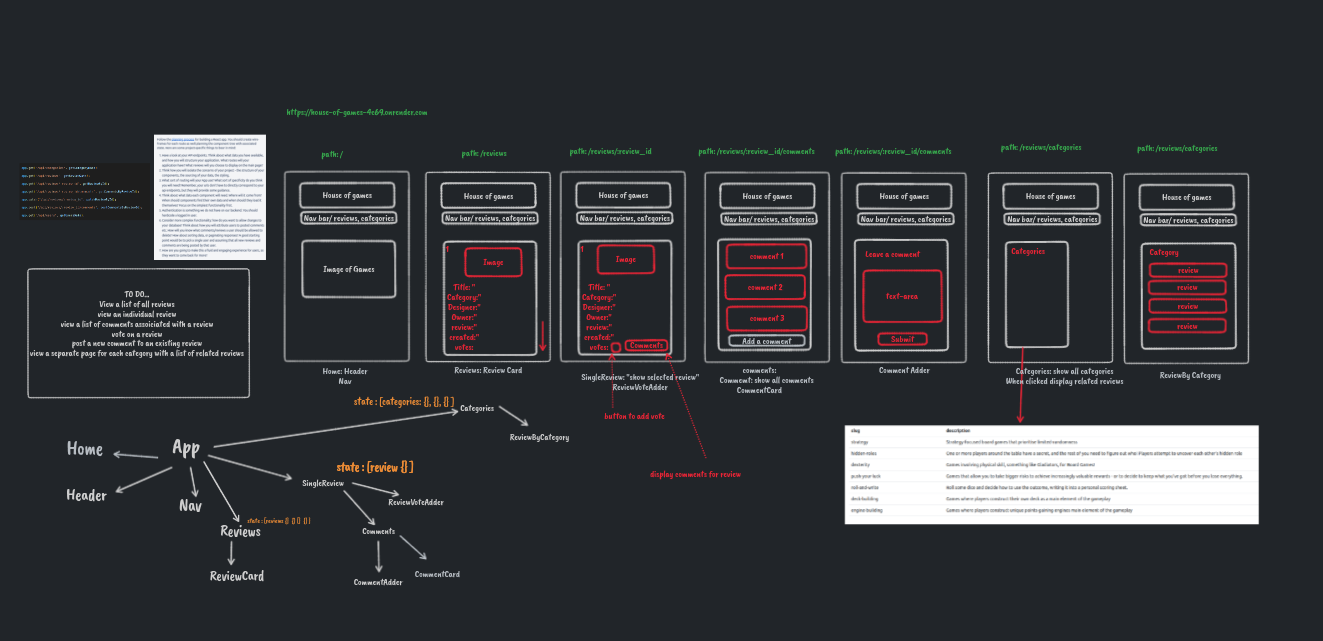 https://house-of-games-4c69.onrender.com
path: /
path: /reviews
path: /reviews/review_id
path: /reviews/review_id/comments
path: /reviews/review_id/comments
path: /reviews/categories
path: /reviews/categories
House of games
Nav bar/ reviews, categories
Image of Games
Home: Header
Nav
House of games
Nav bar/ reviews, categories
Image
Title: "
Category:"
Designer:"
Owner:"
review:"
created:"
votes:
Reviews: Review Card
House of games
Nav bar/ reviews, categories
Image
Title: "
Category:"
Designer:"
Owner:"
review:"
created:"
votes:
Comments
SingleReview: "show selected review"
ReviewVoteAdder
button to add vote
display comments for review
House of games
Nav bar/ reviews, categories
comment 1
comment 2
comment 3
Add a comment
comments:
Comment: show all comments
CommentCard
House of games
Nav bar/ reviews, categories
Leave a comment
text-area
Submit
Comment Adder
House of games
Nav bar/ reviews, categories
Categories
Categories: show all categories
When clicked display related reviews
House of games
Nav bar/ reviews, categories
Category
review
review
review
review
ReviewBy Category
TO DO...
View a list of all reviews
view an individual review
view a list of comments associated with a review
vote on a review
post a new comment to an existing review
view a separate page for each category with a list of related reviews
state : [categories: {}, {}, {} ]
Categories
ReviewByCategory
Home
App
Header
Nav
state : [review {} ]
SingleReview
ReviewVoteAdder
state : [reviews {} {} {} {} ]
Reviews
Comments
ReviewCard
CommentAdder
CommentCard
slug description
strategy Strategy-focused board games that prioritise limited randomness
hidden-roles One or more players around the table have a secret, and the rest of you need to figure out who! Players attempt to uncover each other's hidden role
dexterity Games involving physical skill, something like Gladiators, for Board Games!
push-your-luck Games that allow you to take bigger risks to achieve increasingly valuable rewards - or to decide to keep what you've got before you lose everything
roll-and-write Roll some dice and decide how to use the outcome, writing it into a personal scoring sheet.
deck-building Games where players construct their own deck as a main element of the gameplay
engine-building Games where players construct unique points gaining engines main element of the gameplay